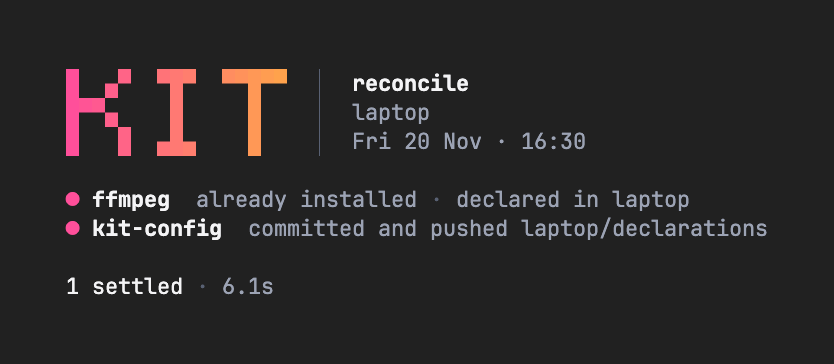 KIT
reconcile
laptop
Fri 20 Nov · 16:30
● ffmpeg already installed · declared in laptop
● kit-config committed and pushed laptop/declarations
1 settled · 6.1s